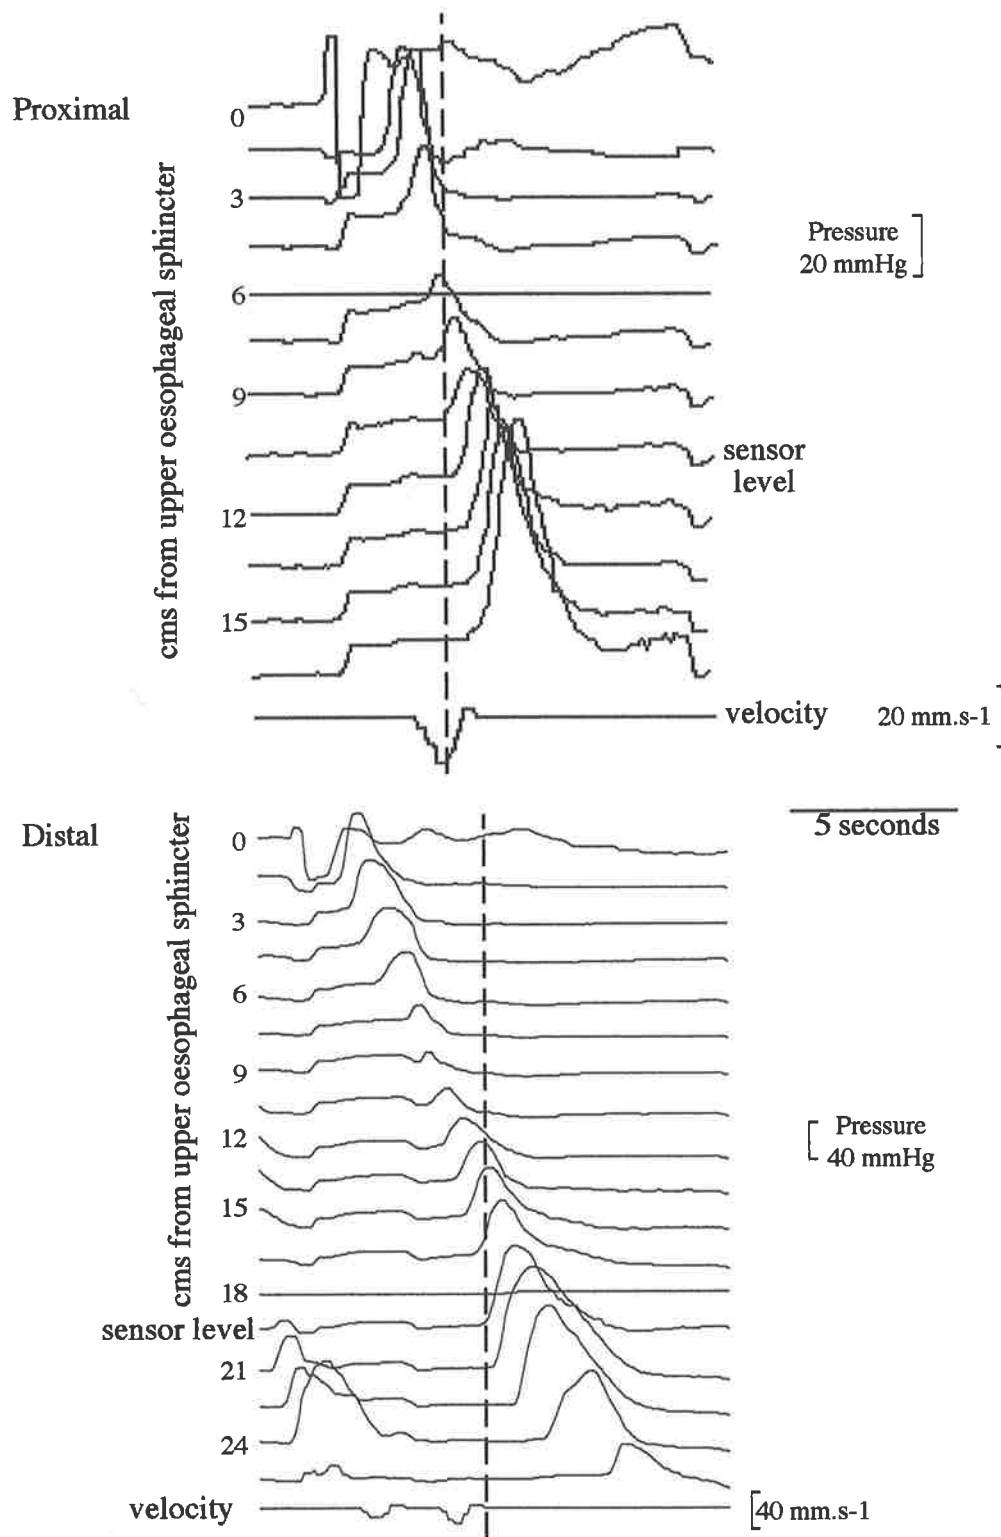 Proximal
cms from upper oesophageal sphincter
0
3
6
9
12
15
Pressure
20 mmHg
sensor
level
velocity
20 mm.s-1
5 seconds
Distal
cms from upper oesophageal sphincter
0
3
6
9
12
15
18
sensor level
21
24
velocity
Pressure
40 mmHg
40 mm.s-1